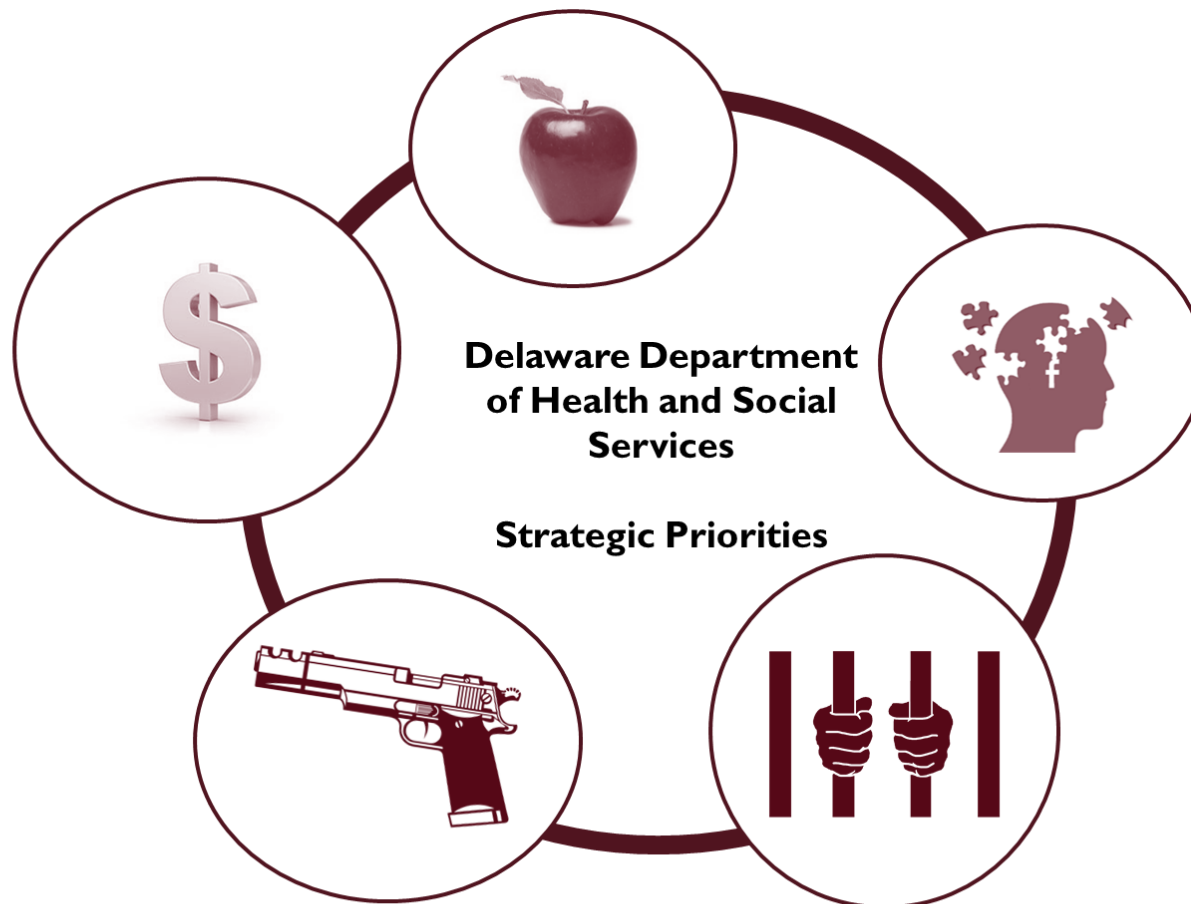 Delaware Department
of Health and Social
Services
Strategic Priorities